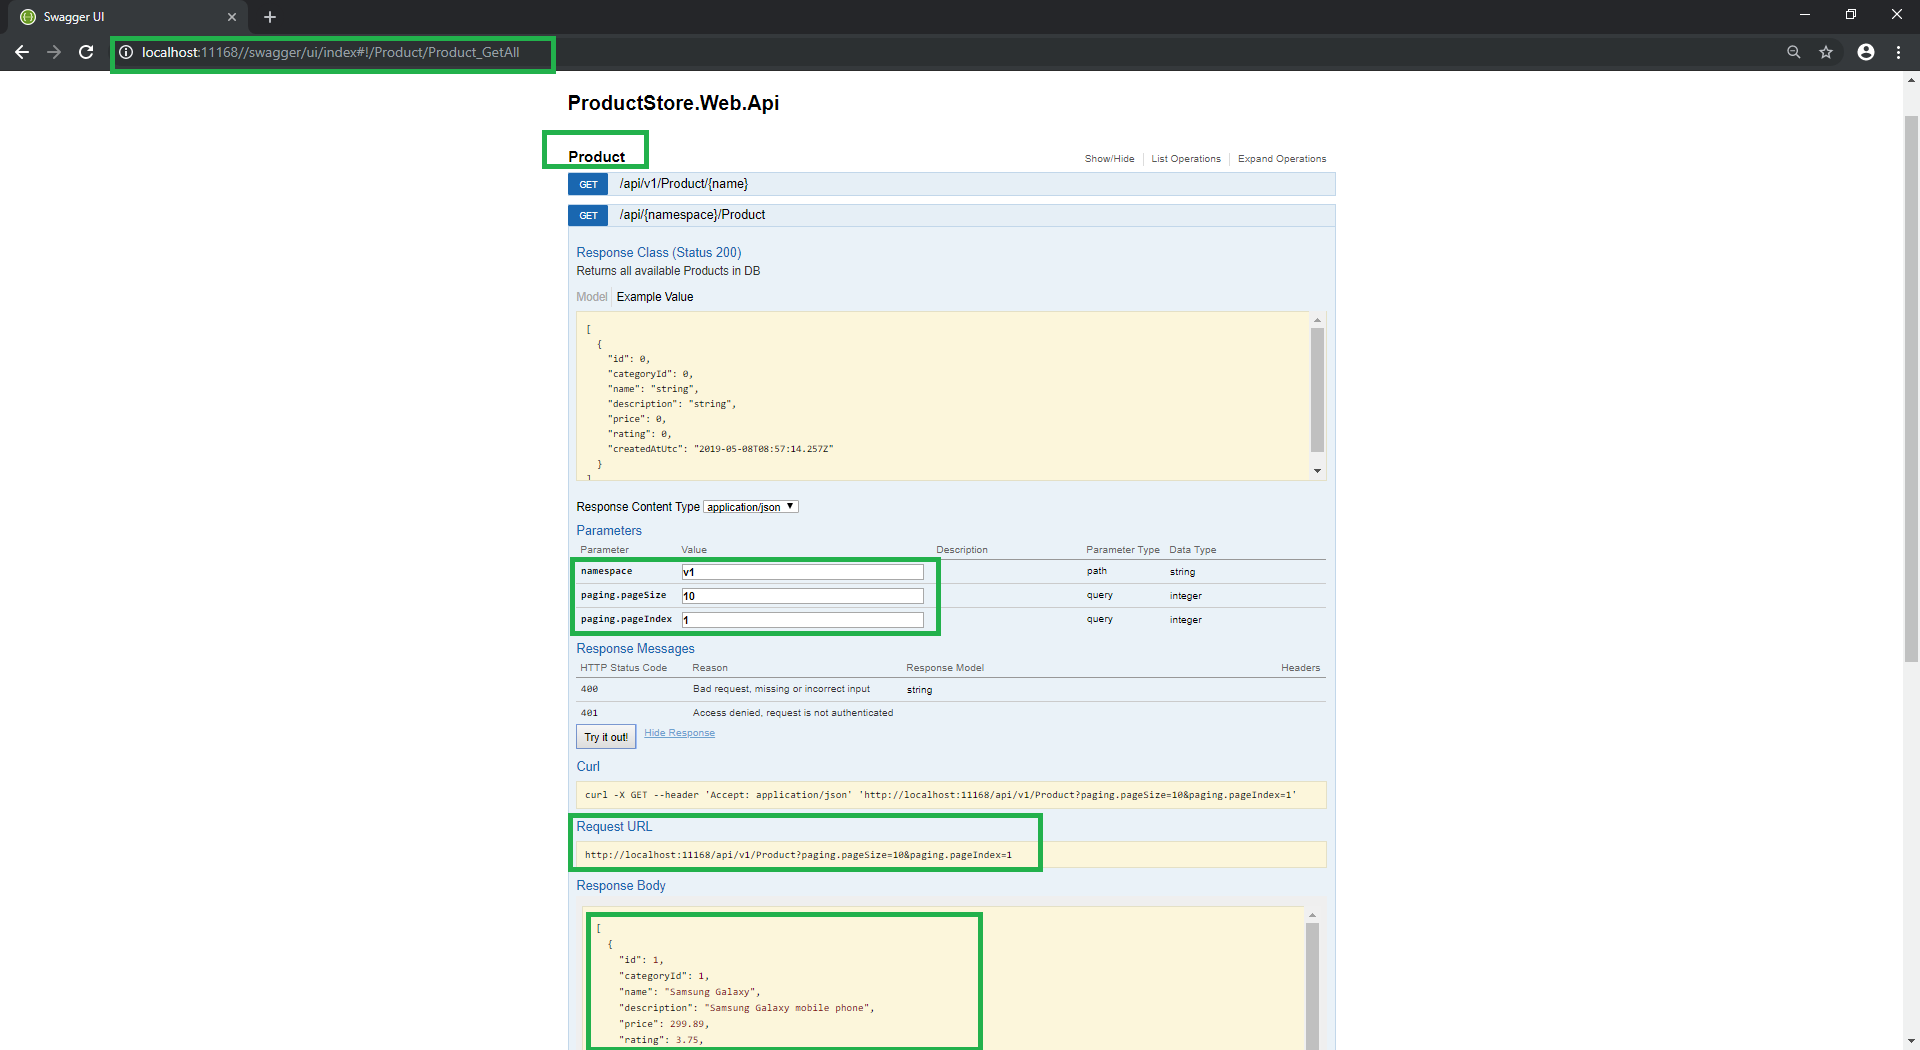 Swagger UI
localhost:11168//swagger/ui/index#!/Product/Product_GetAll
ProductStore.Web.Api
Product
Show/Hide List Operations Expand Operations
GET /api/v1/Product/{name}
GET /api/{namespace}/Product
Response Class (Status 200)
Returns all available Products in DB
Model Example Value
[
{
"id": 0,
"categoryId": 0,
"name": "string",
"description": "string",
"price": 0,
"rating": 0,
"createdAtUtc": "2019-05-08T08:57:14.257Z"
}
]
Response Content Type application/json
Parameters
Parameter Value Description Parameter Type Data Type
namespace v1 path string
paging.pageSize 10 query integer
paging.pageIndex 1 query integer
Response Messages
HTTP Status Code Reason Response Model Headers
400 Bad request, missing or incorrect input string
401 Access denied, request is not authenticated
Try it out! Hide Response
Curl
curl -X GET --header 'Accept: application/json' 'http://localhost:11168/api/v1/Product?paging.pageSize=10&paging.pageIndex=1'
Request URL
http://localhost:11168/api/v1/Product?paging.pageSize=10&paging.pageIndex=1
Response Body
[
{
"id": 1,
"categoryId": 1,
"name": "Samsung Galaxy",
"description": "Samsung Galaxy mobile phone",
"price": 299.89,
"rating": 3.75,